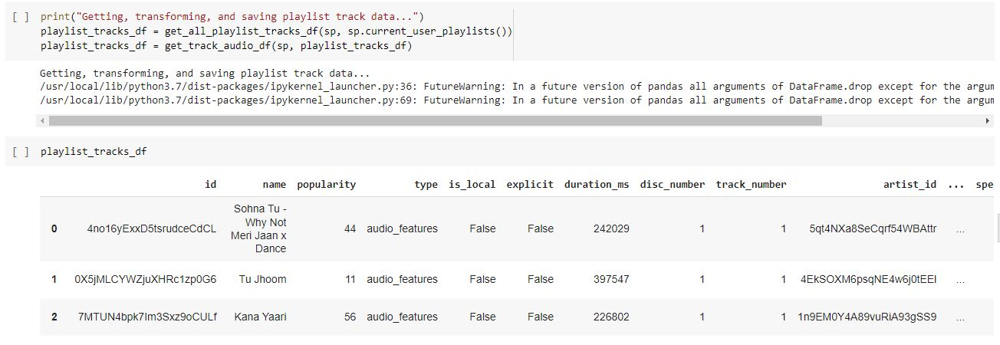 [ ] print("Getting, transforming, and saving playlist track data...")
playlist_tracks_df = get_all_playlist_tracks_df(sp, sp.current_user_playlists())
playlist_tracks_df = get_track_audio_df(sp, playlist_tracks_df)
Getting, transforming, and saving playlist track data...
/usr/local/lib/python3.7/dist-packages/ipykernel_launcher.py:36: FutureWarning: In a future version of pandas all arguments of DataFrame.drop except for the argum
/usr/local/lib/python3.7/dist-packages/ipykernel_launcher.py:69: FutureWarning: In a future version of pandas all arguments of DataFrame.drop except for the argum
[ ] playlist_tracks_df
id name popularity type is_local explicit duration_ms disc_number track_number artist_id ... spe
Sohna Tu -
Why Not
0 4no16yExxD5tsrudceCdCL Meri Jaan x 44 audio_features False False 242029 1 1 5qt4NXa8SeCqrf54WBAttr ...
Dance
1 0X5jMLCYWZjuXHRc1zp0G6 Tu Jhoom 11 audio_features False False 397547 1 1 4EkSOXM6psqNE4w6j0tEEI ...
2 7MTUN4bpk7Im3Sxz9oCULf Kana Yaari 56 audio_features False False 226802 1 1 1n9EM0Y4A89vuRiA93gSS9 ...